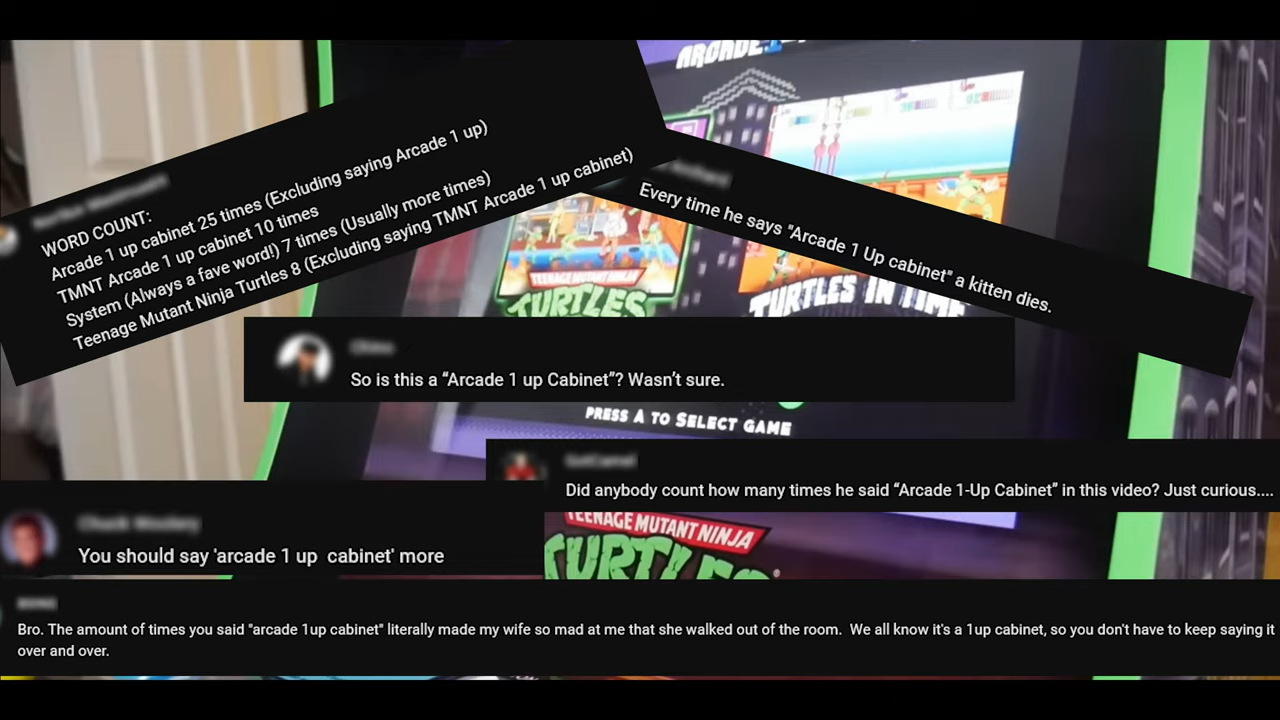 ARCADE1
WORD COUNT:
Arcade 1 up cabinet 25 times (Excluding saying Arcade 1 up)
TMNT Arcade 1 up cabinet 10 times
System (Always a fave word!) 7 times (Usually more times)
Teenage Mutant Ninja Turtles 8 (Excluding saying TMNT Arcade 1 up cabinet)
Every time he says "Arcade 1 Up cabinet" a kitten dies.
TEENAGE MUTANT NINJA
TURTLES
TURTLES IN TIME
So is this a “Arcade 1 up Cabinet”? Wasn’t sure.
PRESS A TO SELECT GAME
Did anybody count how many times he said “Arcade 1-Up Cabinet” in this video? Just curious....
You should say 'arcade 1 up  cabinet' more
TEENAGE MUTANT NINJA
TURTLES
Bro. The amount of times you said "arcade 1up cabinet" literally made my wife so mad at me that she walked out of the room.  We all know it's a 1up cabinet, so you don't have to keep saying it
over and over.